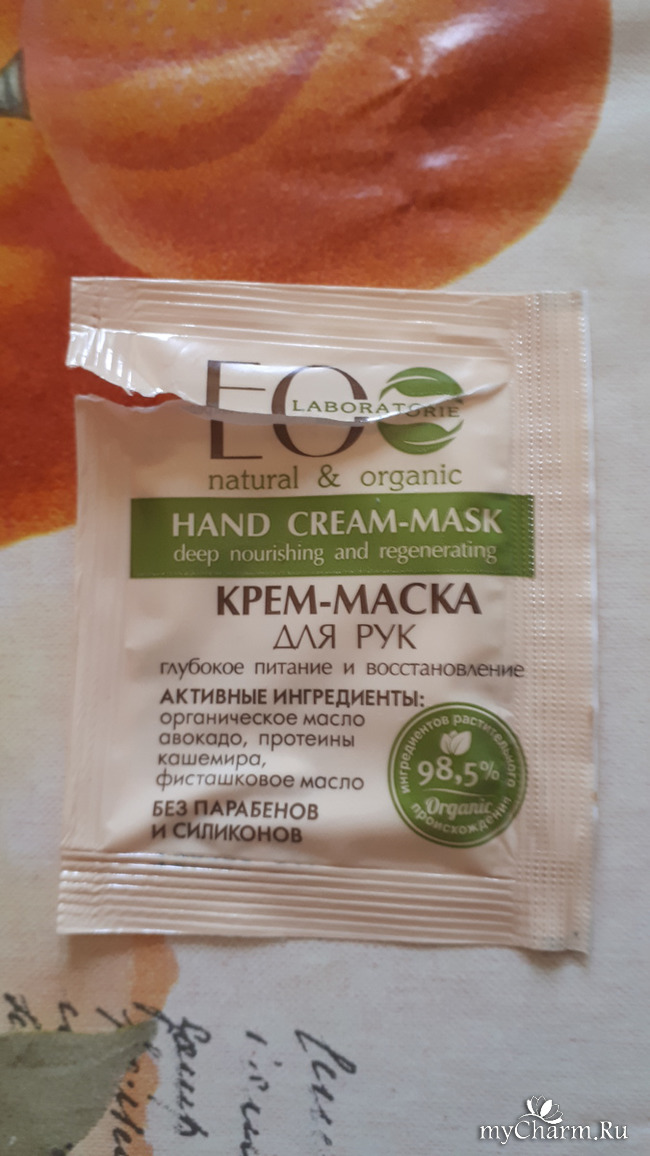 EO
LABORATORIE
natural & organic
HAND CREAM-MASK
deep nourishing and regenerating
КРЕМ-МАСКА
ДЛЯ РУК
глубокое питание и восстановление
АКТИВНЫЕ ИНГРЕДИЕНТЫ:
органическое масло
авокадо, протеины
кашемира,
фисташковое масло
БЕЗ ПАРАБЕНОВ
И СИЛИКОНОВ
ингредиентов растительного
98,5%
Organic
происхождения
myCharm.Ru